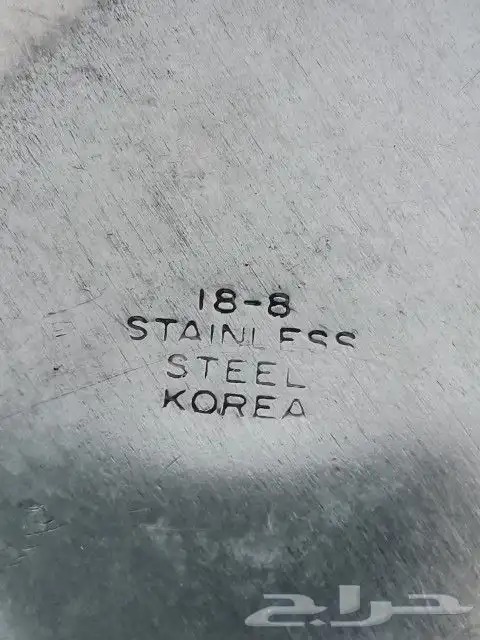 18-8
STAINLESS
STEEL
KOREA
حراج